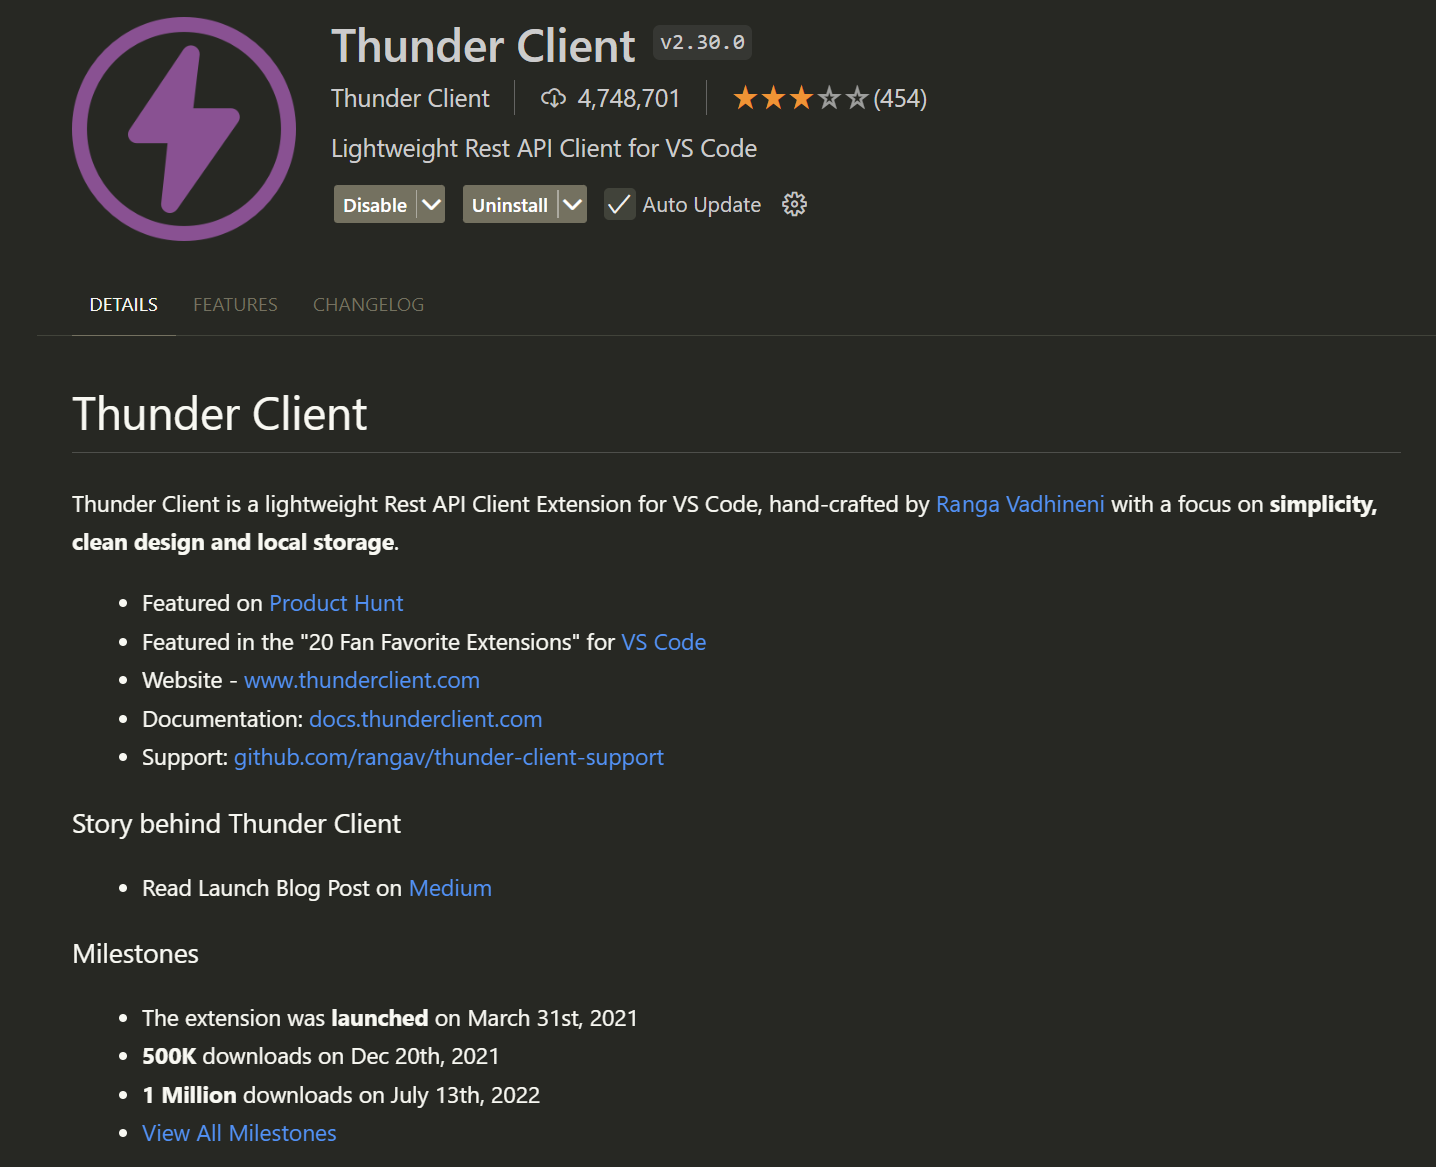 Thunder Client v2.30.0
Thunder Client 4,748,701 (454)
Lightweight Rest API Client for VS Code
Disable Uninstall Auto Update
DETAILS FEATURES CHANGELOG
Thunder Client
Thunder Client is a lightweight Rest API Client Extension for VS Code, hand-crafted by Ranga Vadhineni with a focus on simplicity,
clean design and local storage.
Featured on Product Hunt
Featured in the "20 Fan Favorite Extensions" for VS Code
Website - www.thunderclient.com
Documentation: docs.thunderclient.com
Support: github.com/rangav/thunder-client-support
Story behind Thunder Client
Read Launch Blog Post on Medium
Milestones
The extension was launched on March 31st, 2021
500K downloads on Dec 20th, 2021
1 Million downloads on July 13th, 2022
View All Milestones